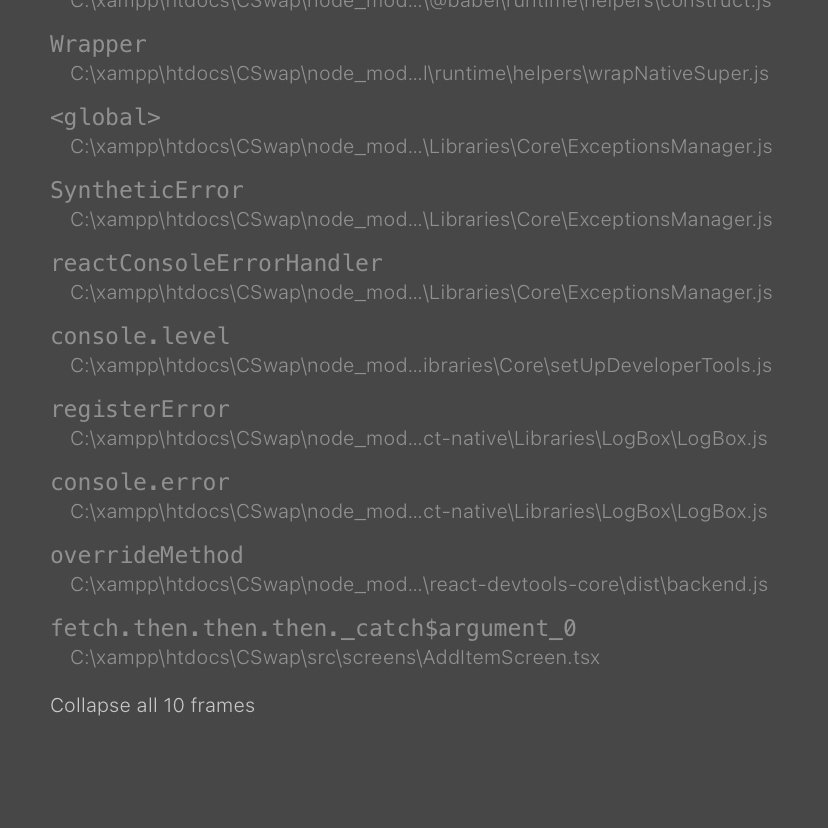 C:\xampp\htdocs\CSwap\node_mod...\@babel\runtime\helpers\construct.js
Wrapper
C:\xampp\htdocs\CSwap\node_mod...l\runtime\helpers\wrapNativeSuper.js
<global>
C:\xampp\htdocs\CSwap\node_mod...\Libraries\Core\ExceptionsManager.js
SyntheticError
C:\xampp\htdocs\CSwap\node_mod...\Libraries\Core\ExceptionsManager.js
reactConsoleErrorHandler
C:\xampp\htdocs\CSwap\node_mod...\Libraries\Core\ExceptionsManager.js
console.level
C:\xampp\htdocs\CSwap\node_mod...ibraries\Core\setUpDeveloperTools.js
registerError
C:\xampp\htdocs\CSwap\node_mod...ct-native\Libraries\LogBox\LogBox.js
console.error
C:\xampp\htdocs\CSwap\node_mod...ct-native\Libraries\LogBox\LogBox.js
overrideMethod
C:\xampp\htdocs\CSwap\node_mod...\react-devtools-core\dist\backend.js
fetch.then.then.then._catch$argument_0
C:\xampp\htdocs\CSwap\src\screens\AddItemScreen.tsx
Collapse all 10 frames